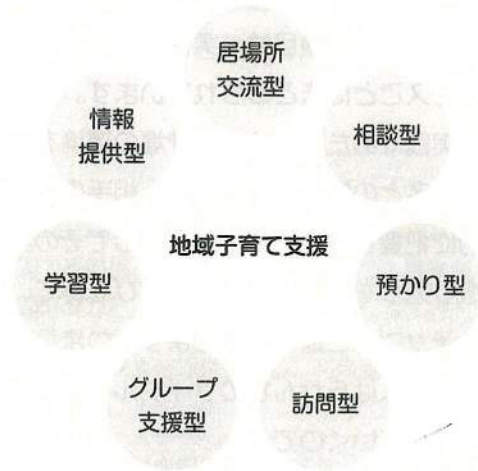 居場所
交流型
情報
提供型
相談型
地域子育て支援
学習型
預かり型
グループ
支援型
訪問型